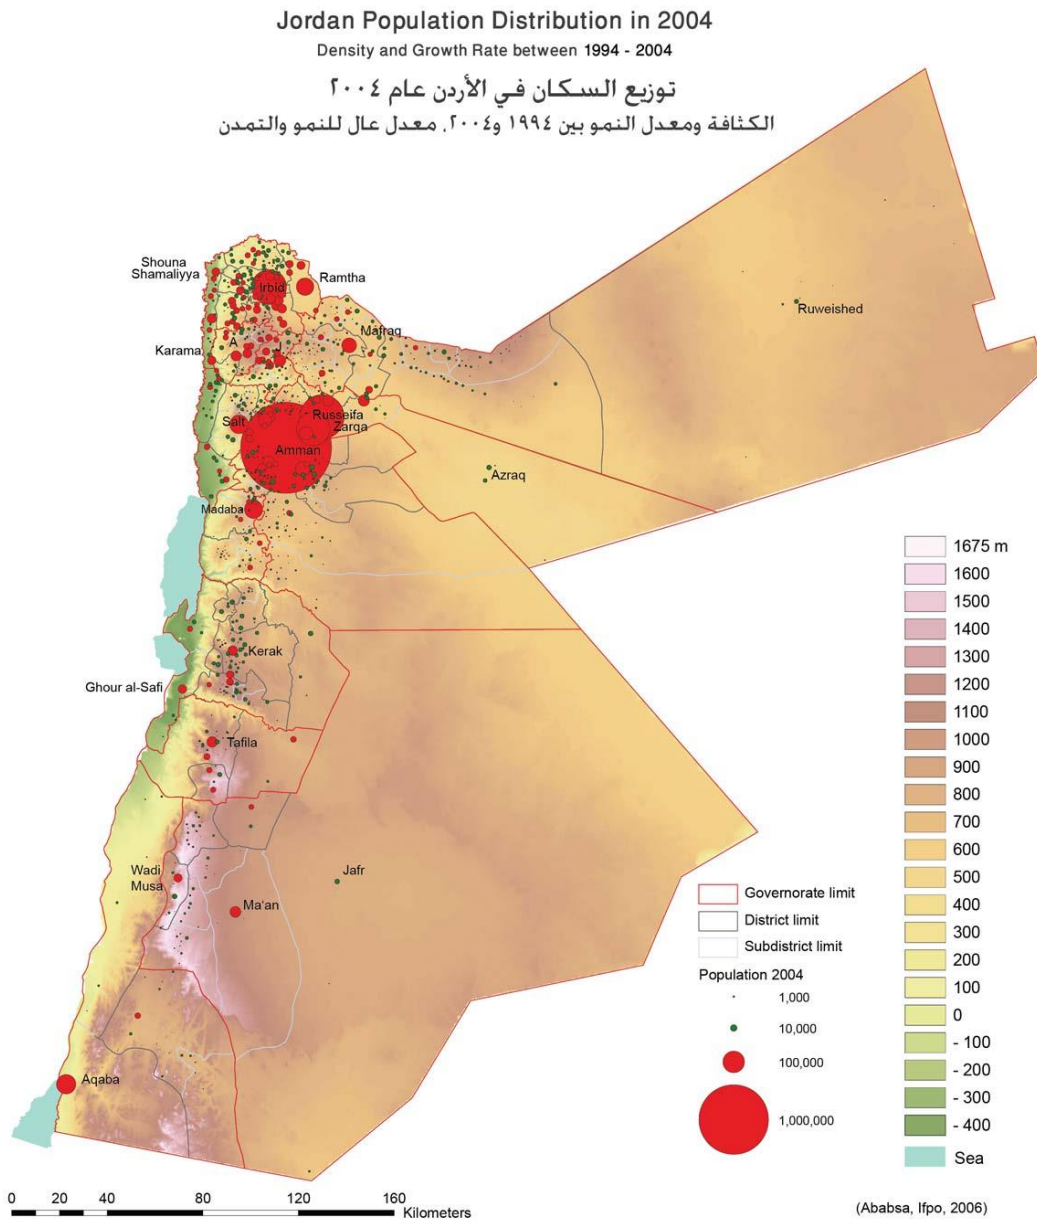 Jordan Population Distribution in 2004
Density and Growth Rate between 1994 - 2004
توزيع السكان في الأردن عام ٢٠٠٤
الكثافة ومعدل النمو بين ١٩٩٤ و٢٠٠٤، معدل عال للنمو والتمدن
Shouna
Shamaliyya
Ramtha
Irbid
Ruweished
Mafraq
A
J
Karama
Salt
Russeifa
Zarqa
Amman
Azraq
Madaba
Kerak
Ghour al-Safi
Tafila
Wadi
Musa
Jafr
Ma'an
Aqaba
1675 m
1600
1500
1400
1300
1200
1100
1000
900
800
700
600
500
400
300
200
100
0
- 100
- 200
- 300
- 400
Sea
Governorate limit
District limit
Subdistrict limit
Population 2004
1,000
10,000
100,000
1,000,000
0 20 40 80 120 160
Kilometers
(Ababsa, Ifpo, 2006)